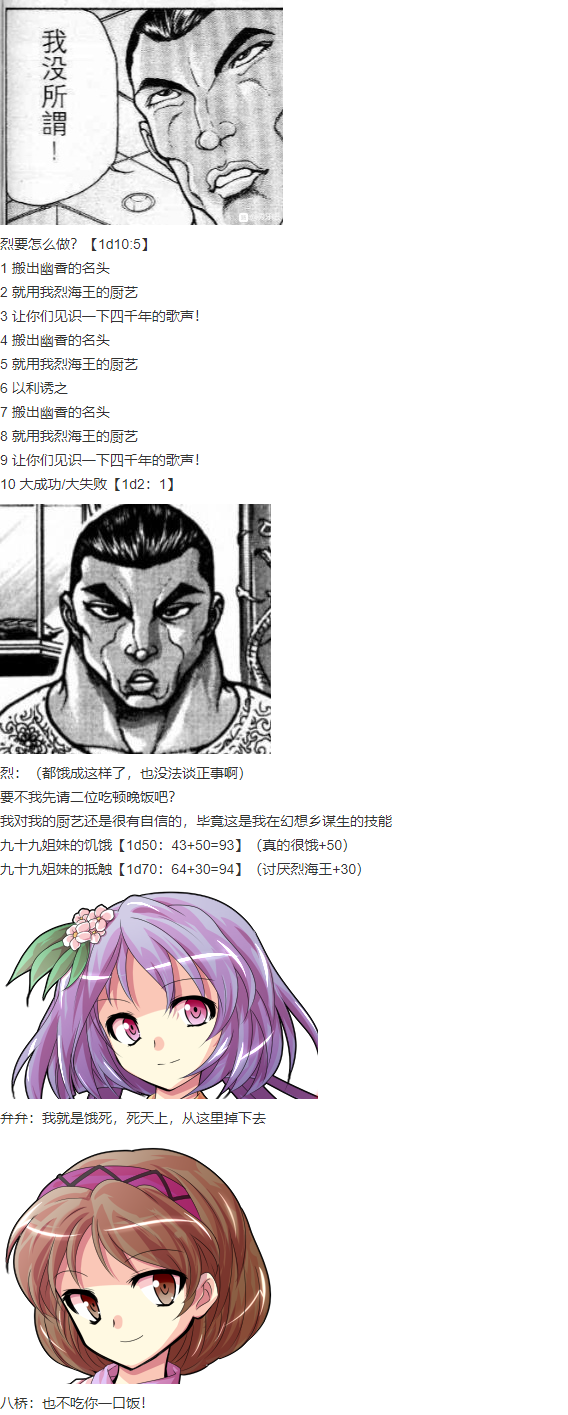 我没所謂！
烈要怎么做？【1d10:5】
1 搬出幽香的名头
2 就用我烈海王的厨艺
3 让你们见识一下四千年的歌声！
4 搬出幽香的名头
5 就用我烈海王的厨艺
6 以利诱之
7 搬出幽香的名头
8 就用我烈海王的厨艺
9 让你们见识一下四千年的歌声！
10 大成功/大失败【1d2：1】
烈：（都饿成这样了，也没法谈正事啊）
要不我先请二位吃顿晚饭吧？
我对我的厨艺还是很有自信的，毕竟这是我在幻想乡谋生的技能
九十九姐妹的饥饿【1d50：43+50=93】（真的很饿+50）
九十九姐妹的抵触【1d70：64+30=94】（讨厌烈海王+30）
弁弁：我就是饿死，死天上，从这里掉下去
八桥：也不吃你一口饭！